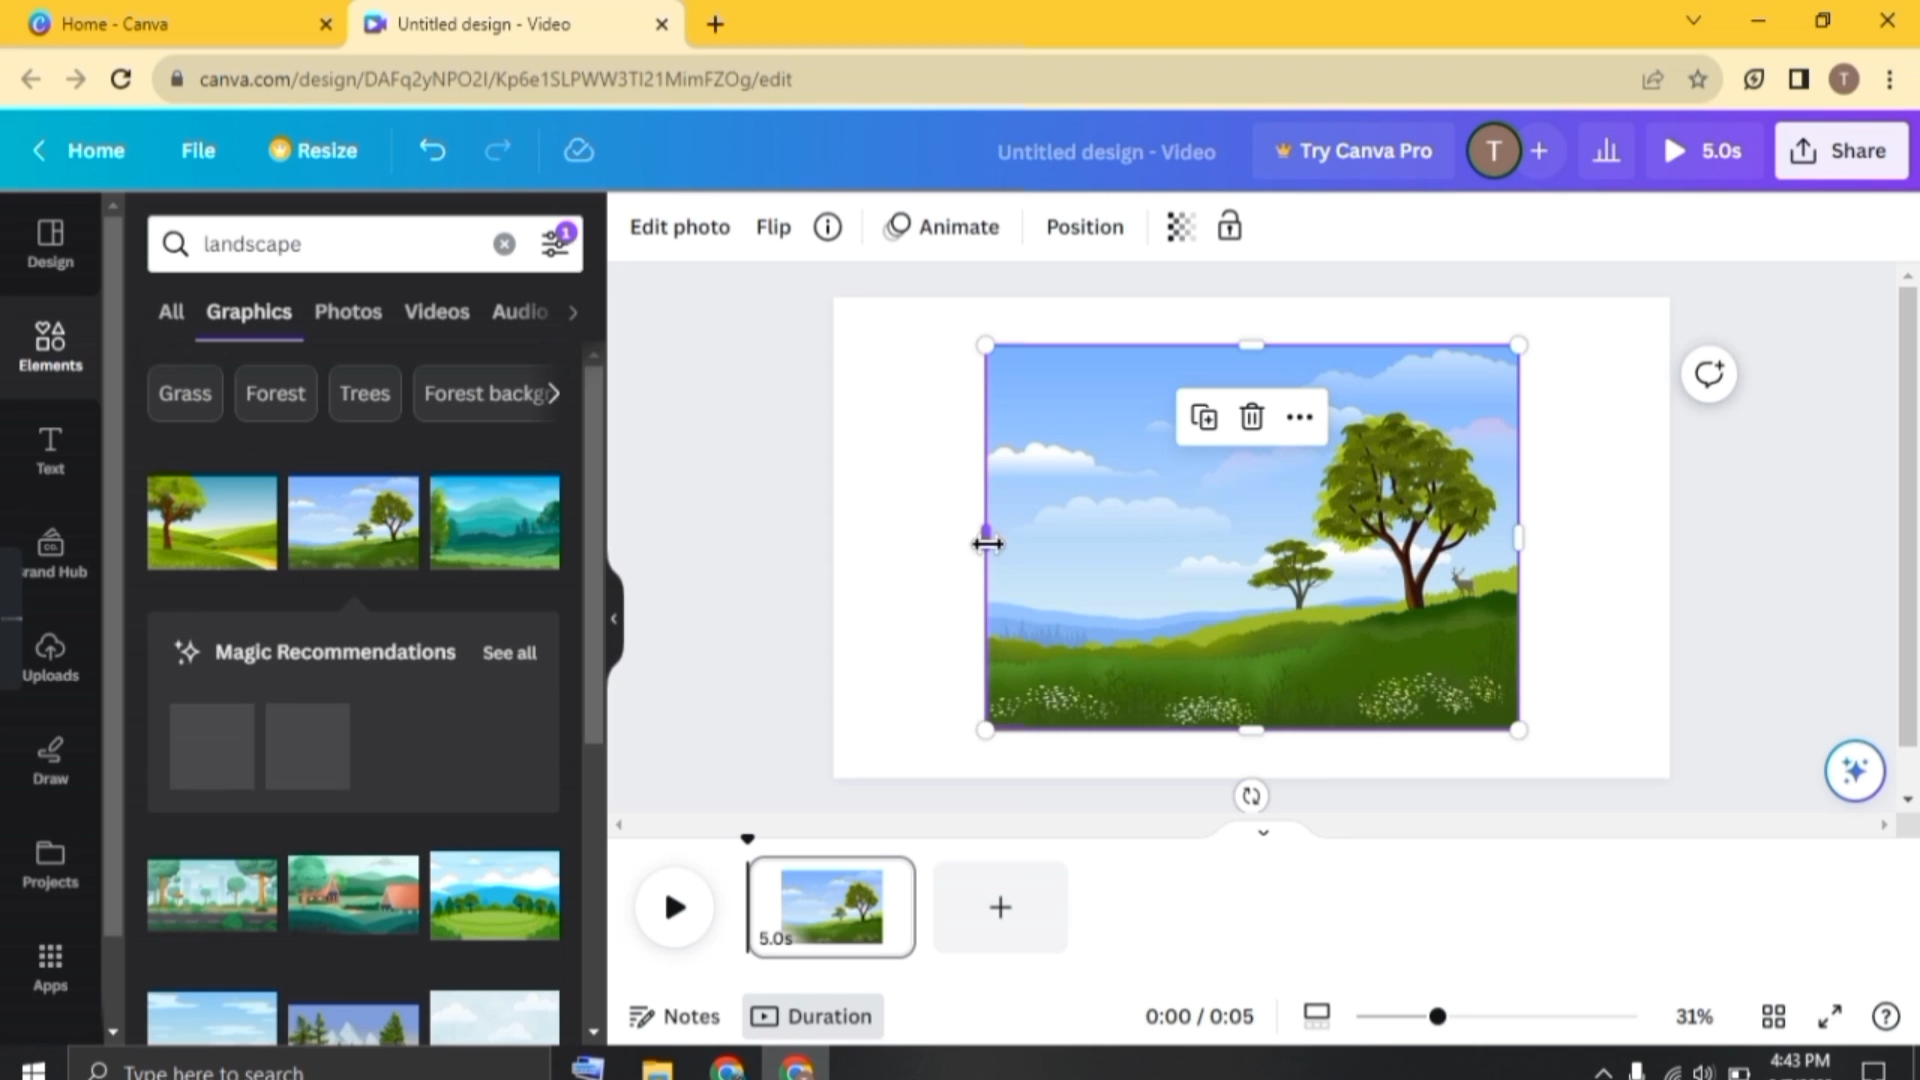 Home - Canva
Untitled design - Video
canva.com/design/DAFq2yNPO2I/Kp6e1SLPWW3TI21MimFZOg/edit
T
Home
File
Resize
Untitled design - Video
Try Canva Pro
T
5.0s
Share
Design
Elements
Text
CO.
rand Hub
Uploads
Draw
Projects
Apps
landscape
1
All
Graphics
Photos
Videos
Audio
Grass
Forest
Trees
Forest backgr
Magic Recommendations
See all
Edit photo
Flip
Animate
Position
5.0s
Notes
Duration
0:00 / 0:05
31%
Type here to search
4:43 PM